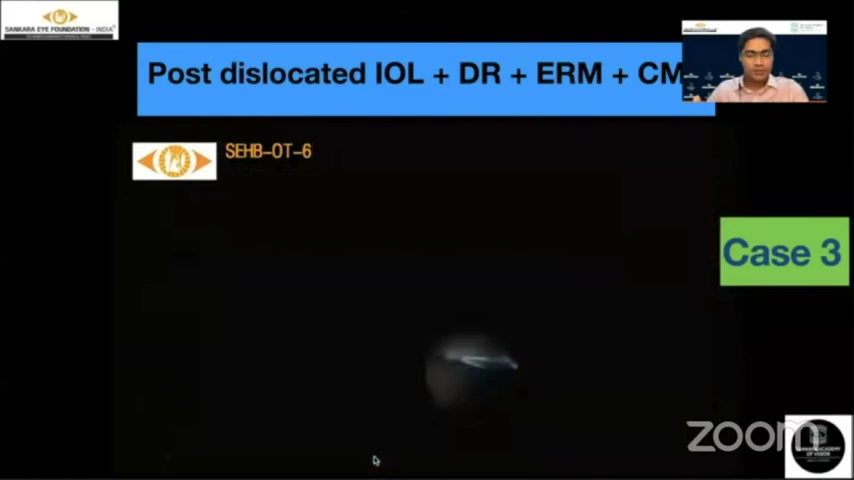 SANKARA EYE FOUNDATION - INDIA
Post dislocated IOL + DR + ERM + CM
SEHB-OT-6
Case 3
zoom